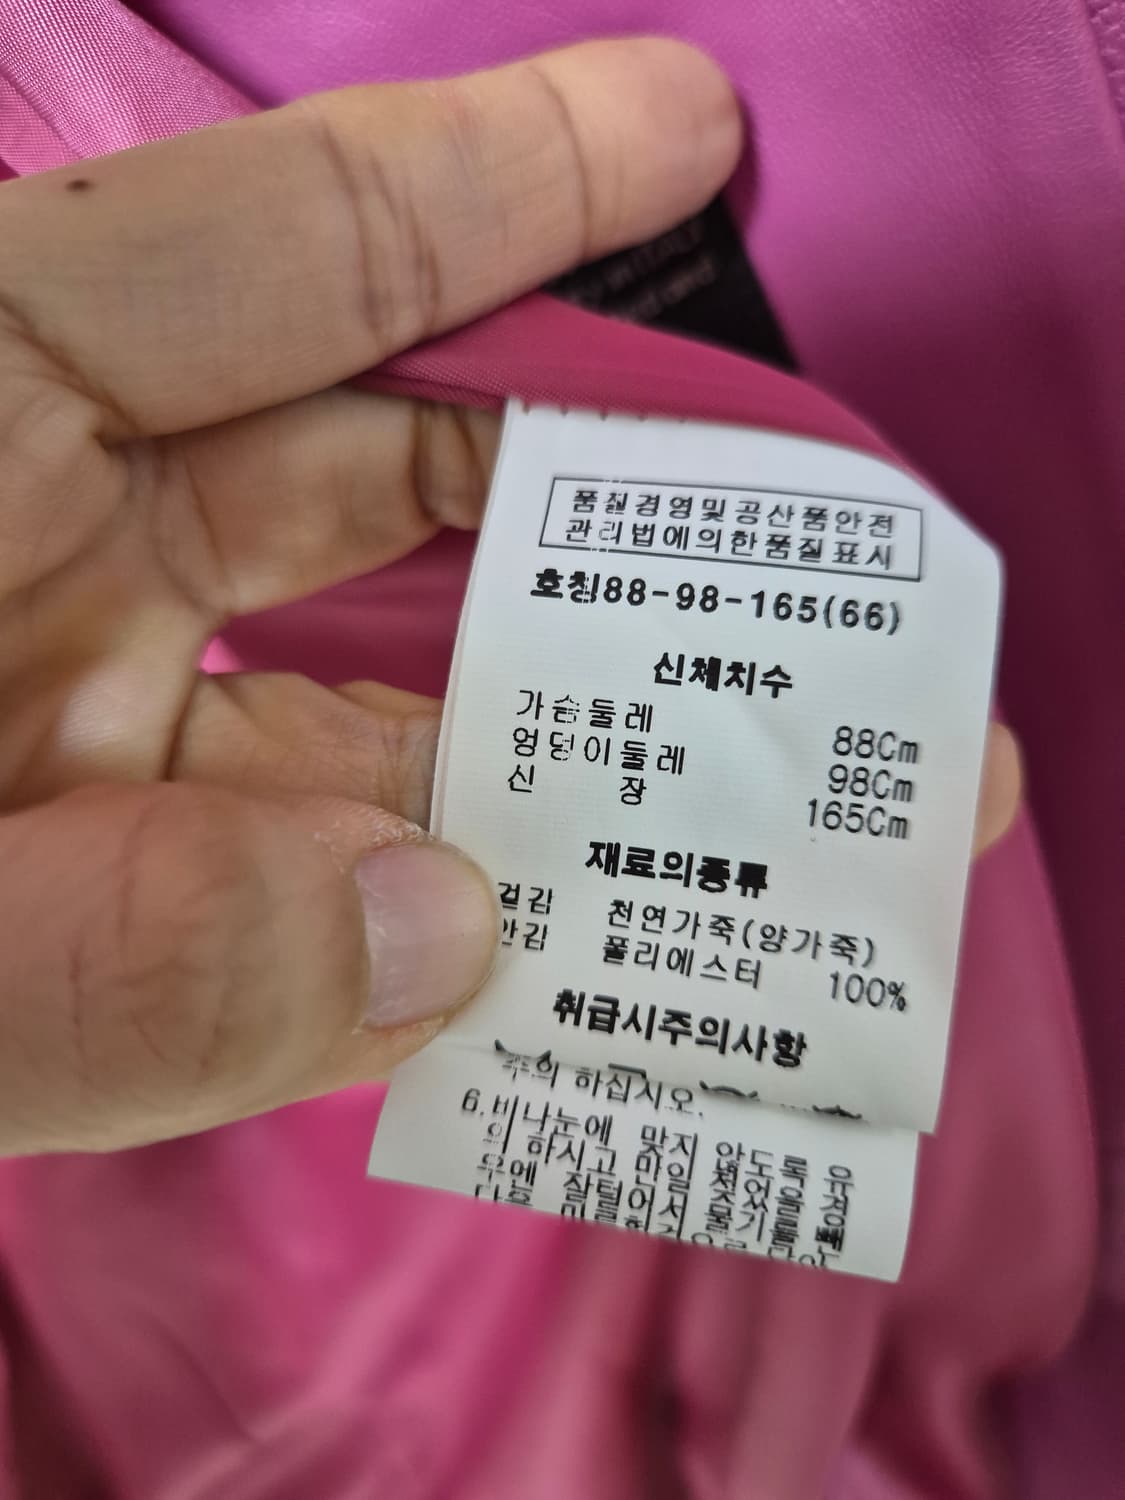 품질경영및공산품안전
관리법에의한품질표시
호칭88-98-165(66)
신체치수
가슴둘레 88Cm
엉덩이둘레 98Cm
신 장 165Cm
재료의종류
겉감 천연가죽(양가죽)
안감 폴리에스터 100%
취급시주의사항
주의 하십시오.
6.비나눈에 맞지 않도록 유
의 하시고 만일 젖었을 경
우엔 잘털어서 물기를 뺀
다음